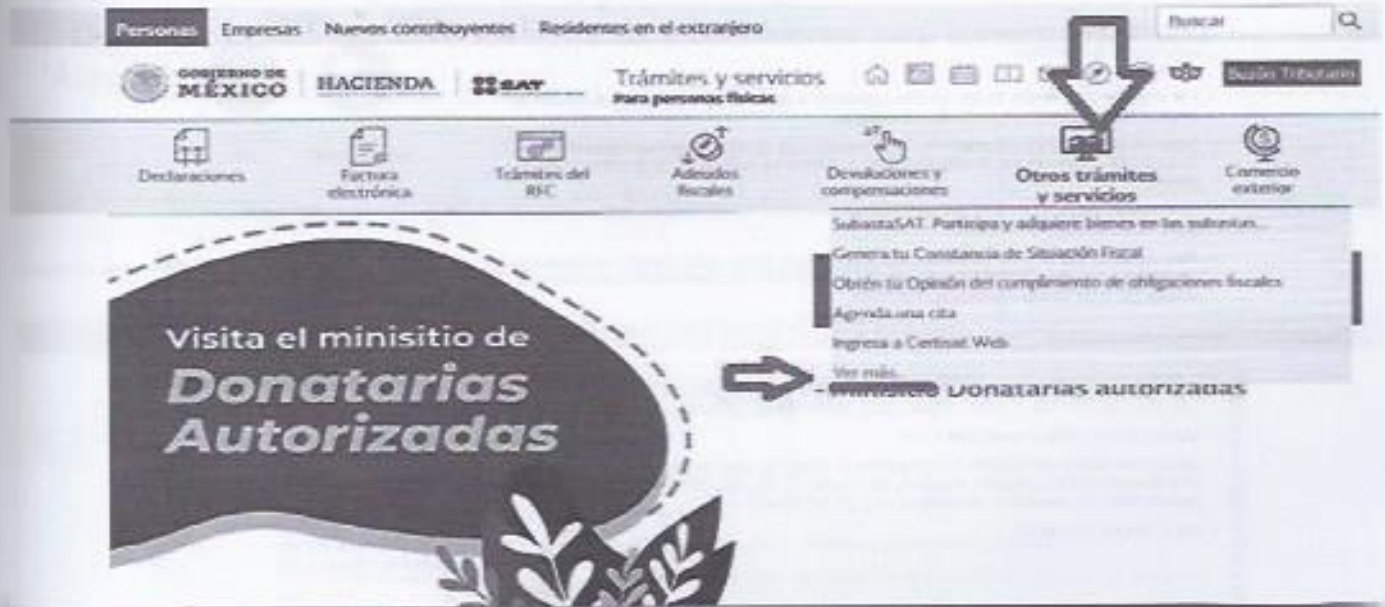 Personas Empresas Nuevos contribuyentes Residentes en el extranjero
Buscar
GOBIERNO DE MÉXICO
HACIENDA
SAT
Trámites y servicios
Para personas físicas
Buzón Tributario
Declaraciones
Factura
electrónica
Trámites del
RFC
Adeudos
fiscales
Devoluciones y
compensaciones
Otros trámites
y servicios
Comercio
exterior
SubastaSAT. Participa y adquiere bienes en las subastas...
Genera tu Constancia de Situación Fiscal
Obtén tu Opinión del cumplimiento de obligaciones fiscales
Agenda una cita
Ingresa a Certisat Web
Ver más...
Minisitio Donatarias autorizadas
Visita el minisitio de
Donatarias
Autorizadas